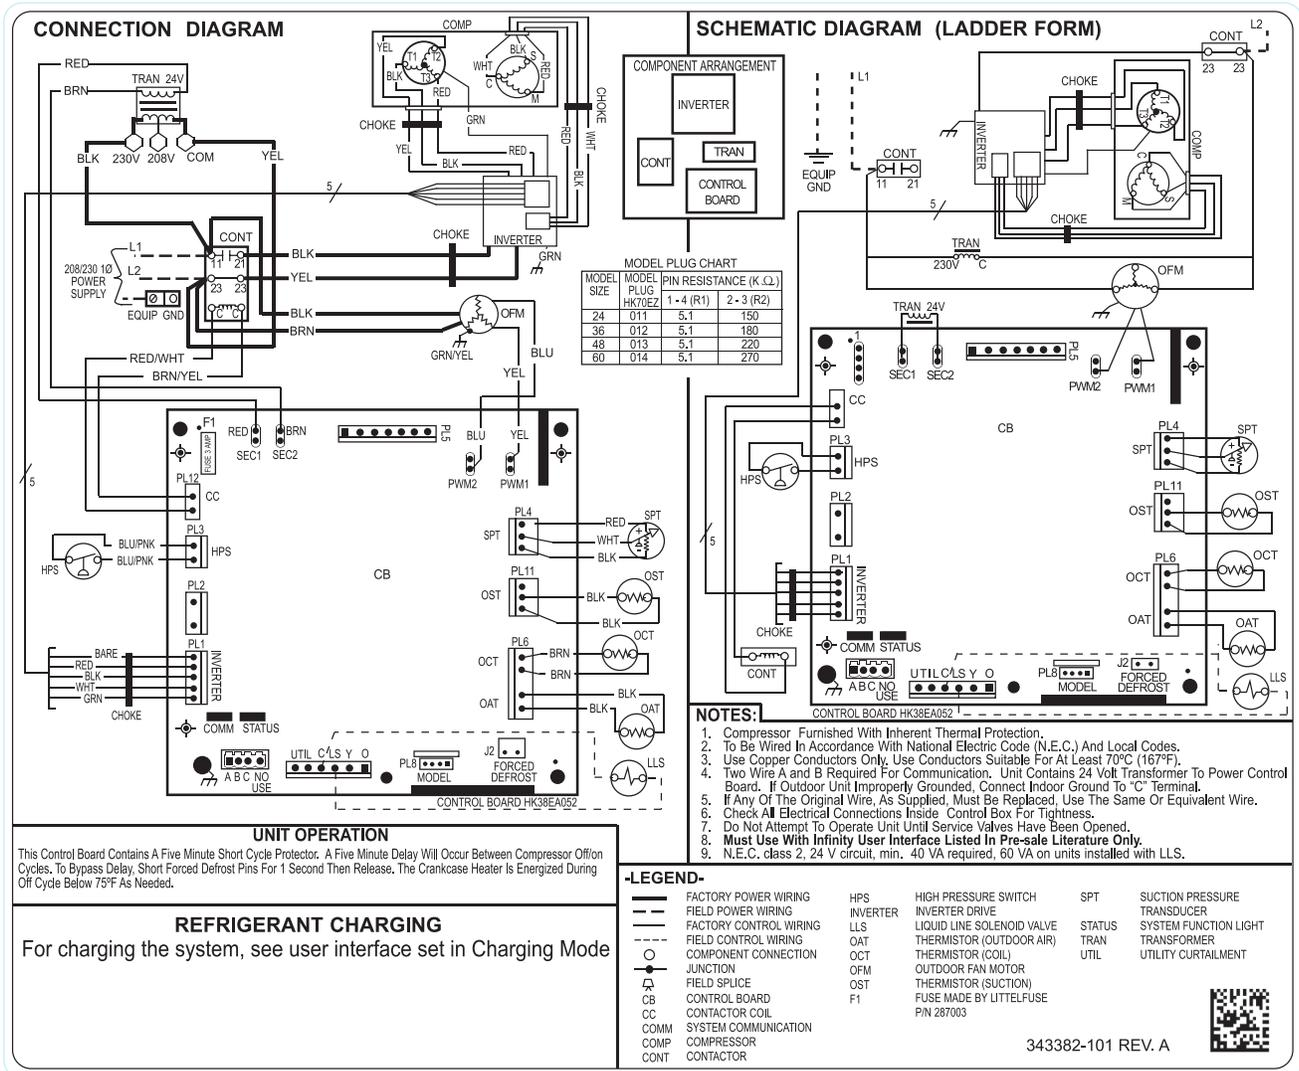 CONNECTION DIAGRAM
RED
BRN
TRAN 24V
BLK
230V 208V COM
YEL
COMP
YEL
T1 T2
T3
BLK
RED
GRN
BLK
S
WHT
C
RED
M
CHOKE
CHOKE
RED
WHT
BLK
YEL
BLK
RED
5
INVERTER
GRN
CHOKE
CONT
L1
L2
11 21
23 23
C C
208/230 1Ø
POWER
SUPPLY
EQUIP GND
BLK
YEL
BLK
BRN
OFM
GRN/YEL
BLU
YEL
RED/WHT
BRN/YEL
F1
FUSE 3 AMP
RED
BRN
SEC1 SEC2
PL5
BLU YEL
PWM2 PWM1
PL12
CC
5
PL3
HPS
HPS
BLU/PNK
BLU/PNK
PL2
CB
PL4
SPT
RED
WHT
BLK
SPT
PL11
OST
BLK
BLK
OST
PL6
OCT
BRN
BRN
OCT
OAT
BLK
BLK
OAT
PL1
INVERTER
BARE
RED
BLK
WHT
GRN
CHOKE
COMM STATUS
A B C NO
USE
UTIL C LS Y O
PL8
MODEL
J2
FORCED
DEFROST
LLS
CONTROL BOARD HK38EA052
COMPONENT ARRANGEMENT
INVERTER
CONT
TRAN
CONTROL
BOARD
MODEL PLUG CHART
MODEL SIZE MODEL PLUG HK70EZ PIN RESISTANCE (K Ω)
1 - 4 (R1) 2 - 3 (R2)
24 011 5.1 150
36 012 5.1 180
48 013 5.1 220
60 014 5.1 270
SCHEMATIC DIAGRAM (LADDER FORM)
L2
CONT
23 23
L1
EQUIP
GND
CONT
11 21
CHOKE
INVERTER
T1
T3 T2
COMP
C
M S
CHOKE
5
TRAN
230V C
OFM
TRAN 24V
1
SEC1 SEC2
PL5
PWM2 PWM1
CC
CB
PL3
HPS
HPS
PL4
SPT
SPT
PL2
PL11
OST
OST
5
PL1
INVERTER
CHOKE
PL6
OCT
OCT
OAT
OAT
CONT
COMM STATUS
A B C NO
USE
UTIL C LS Y O
PL8
MODEL
J2
FORCED
DEFROST
LLS
CONTROL BOARD HK38EA052
NOTES:
1. Compressor Furnished With Inherent Thermal Protection.
2. To Be Wired In Accordance With National Electric Code (N.E.C.) And Local Codes.
3. Use Copper Conductors Only. Use Conductors Suitable For At Least 70ºC (167ºF).
4. Two Wire A and B Required For Communication. Unit Contains 24 Volt Transformer To Power Control
Board. If Outdoor Unit Improperly Grounded, Connect Indoor Ground To "C" Terminal.
5. If Any Of The Original Wire, As Supplied, Must Be Replaced, Use The Same Or Equivalent Wire.
6. Check All Electrical Connections Inside Control Box For Tightness.
7. Do Not Attempt To Operate Unit Until Service Valves Have Been Opened.
8. Must Use With Infinity User Interface Listed In Pre-sale Literature Only.
9. N.E.C. class 2, 24 V circuit, min. 40 VA required, 60 VA on units installed with LLS.
UNIT OPERATION
This Control Board Contains A Five Minute Short Cycle Protector. A Five Minute Delay Will Occur Between Compressor Off/on
Cycles. To Bypass Delay, Short Forced Defrost Pins For 1 Second Then Release. The Crankcase Heater Is Energized During
Off Cycle Below 75ºF As Needed.
REFRIGERANT CHARGING
For charging the system, see user interface set in Charging Mode
-LEGEND-
FACTORY POWER WIRING
FIELD POWER WIRING
FACTORY CONTROL WIRING
FIELD CONTROL WIRING
COMPONENT CONNECTION
JUNCTION
FIELD SPLICE
CB CONTROL BOARD
CC CONTACTOR COIL
COMM SYSTEM COMMUNICATION
COMP COMPRESSOR
CONT CONTACTOR
HPS HIGH PRESSURE SWITCH
INVERTER INVERTER DRIVE
LLS LIQUID LINE SOLENOID VALVE
OAT THERMISTOR (OUTDOOR AIR)
OCT THERMISTOR (COIL)
OFM OUTDOOR FAN MOTOR
OST THERMISTOR (SUCTION)
F1 FUSE MADE BY LITTELFUSE
P/N 287003
SPT SUCTION PRESSURE
TRANSDUCER
STATUS SYSTEM FUNCTION LIGHT
TRAN TRANSFORMER
UTIL UTILITY CURTAILMENT
343382-101 REV. A